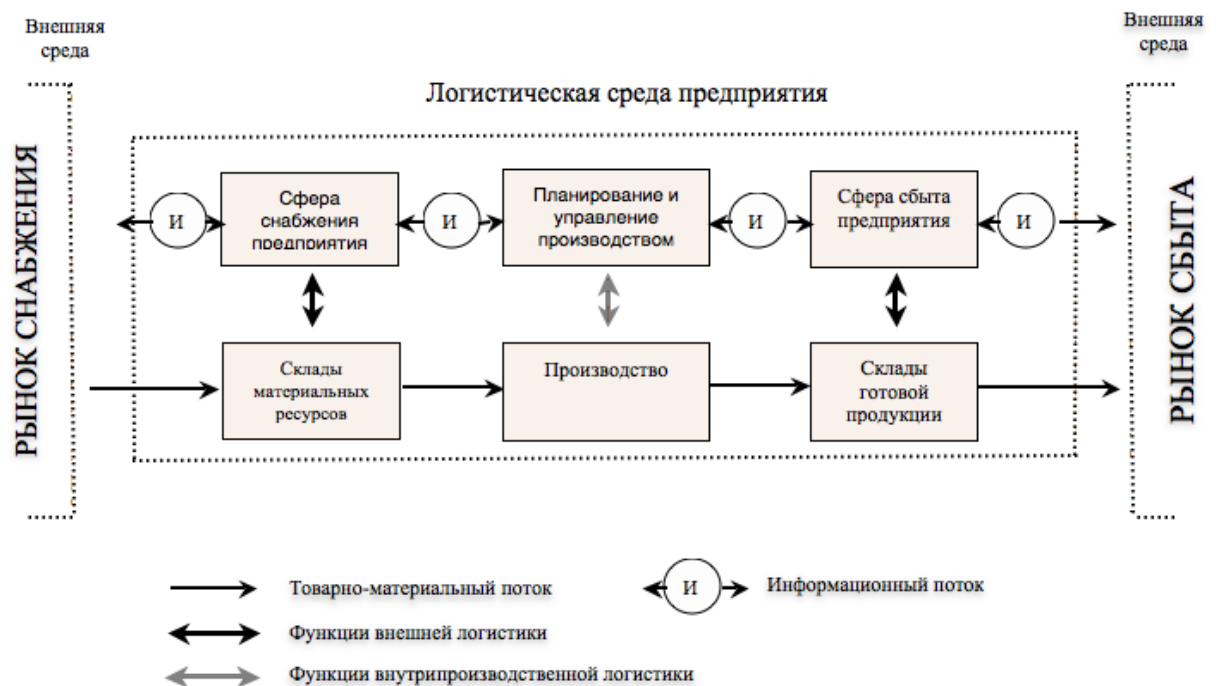 Внешняя
среда
Внешняя
среда
Логистическая среда предприятия
РЫНОК СНАБЖЕНИЯ
И
Сфера
снабжения
предприятия
И
Планирование и
управление
производством
И
Сфера сбыта
предприятия
И
РЫНОК СБЫТА
Склады
материальных
ресурсов
Производство
Склады
готовой
продукции
Товарно-материальный поток
И
Информационный поток
Функции внешней логистики
Функции внутрипроизводственной логистики